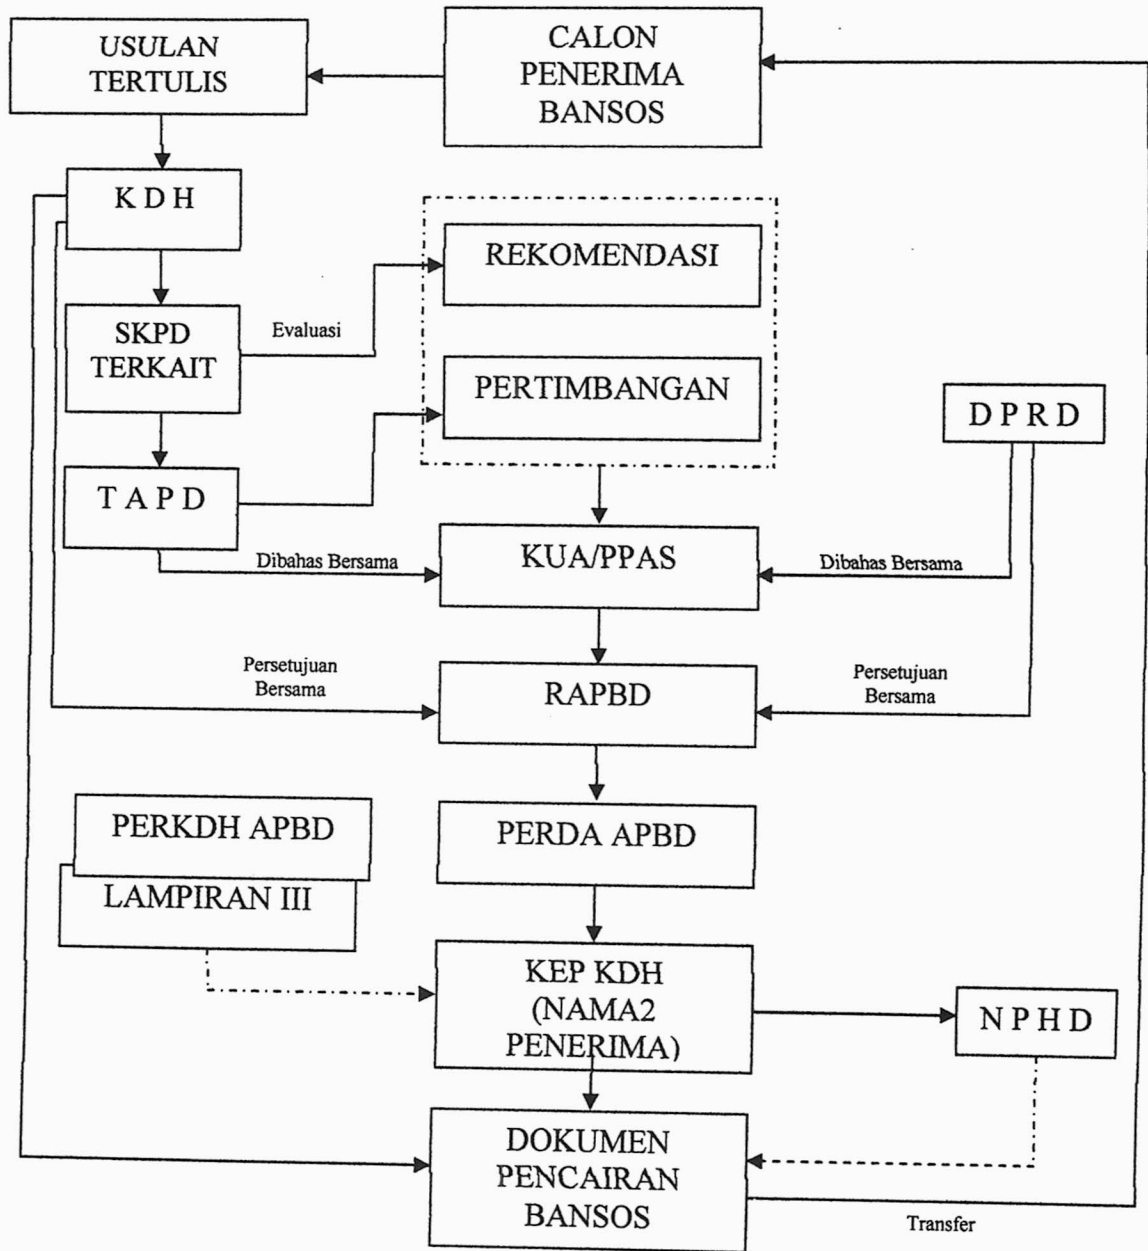 USULAN
TERTULIS
CALON
PENERIMA
BANSOS
K D H
REKOMENDASI
SKPD
TERKAIT
Evaluasi
PERTIMBANGAN
D P R D
T A P D
KUA/PPAS
Dibahas Bersama
Dibahas Bersama
Persetujuan
Bersama
RAPBD
Persetujuan
Bersama
PERKDH APBD
LAMPIRAN III
PERDA APBD
KEP KDH
(NAMA2
PENERIMA)
N P H D
DOKUMEN
PENCAIRAN
BANSOS
Transfer